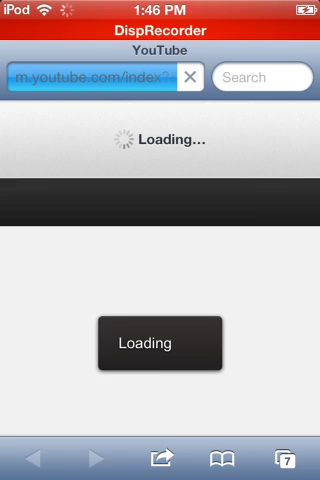 iPod 1:46 PM
DispRecorder
YouTube
m.youtube.com/index? Search
Loading...
Loading
7